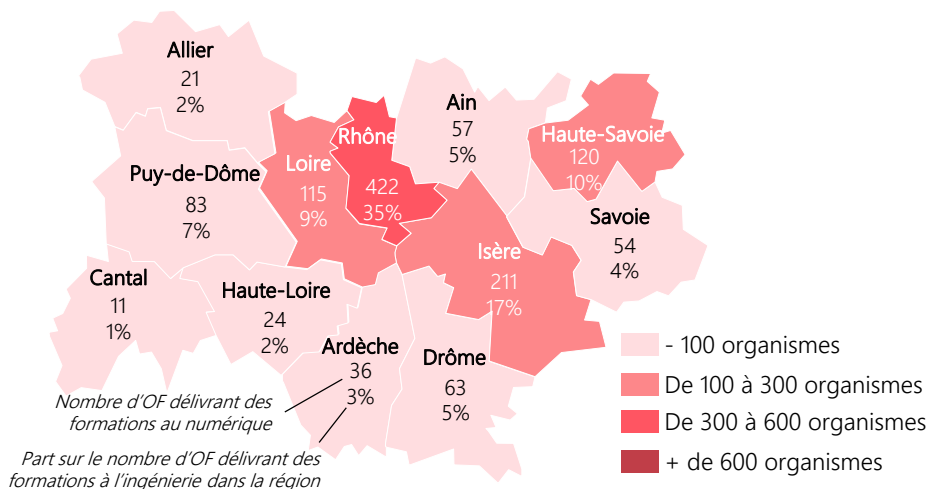 Allier
21
2%
Ain
57
5%
Rhône
422
35%
Haute-Savoie
120
10%
Loire
115
9%
Puy-de-Dôme
83
7%
Savoie
54
4%
Isère
211
17%
Cantal
11
1%
Haute-Loire
24
2%
Ardèche
36
3%
Drôme
63
5%
Nombre d'OF délivrant des
formations au numérique
Part sur le nombre d'OF délivrant des
formations à l'ingénierie dans la région
- 100 organismes
De 100 à 300 organismes
De 300 à 600 organismes
+ de 600 organismes